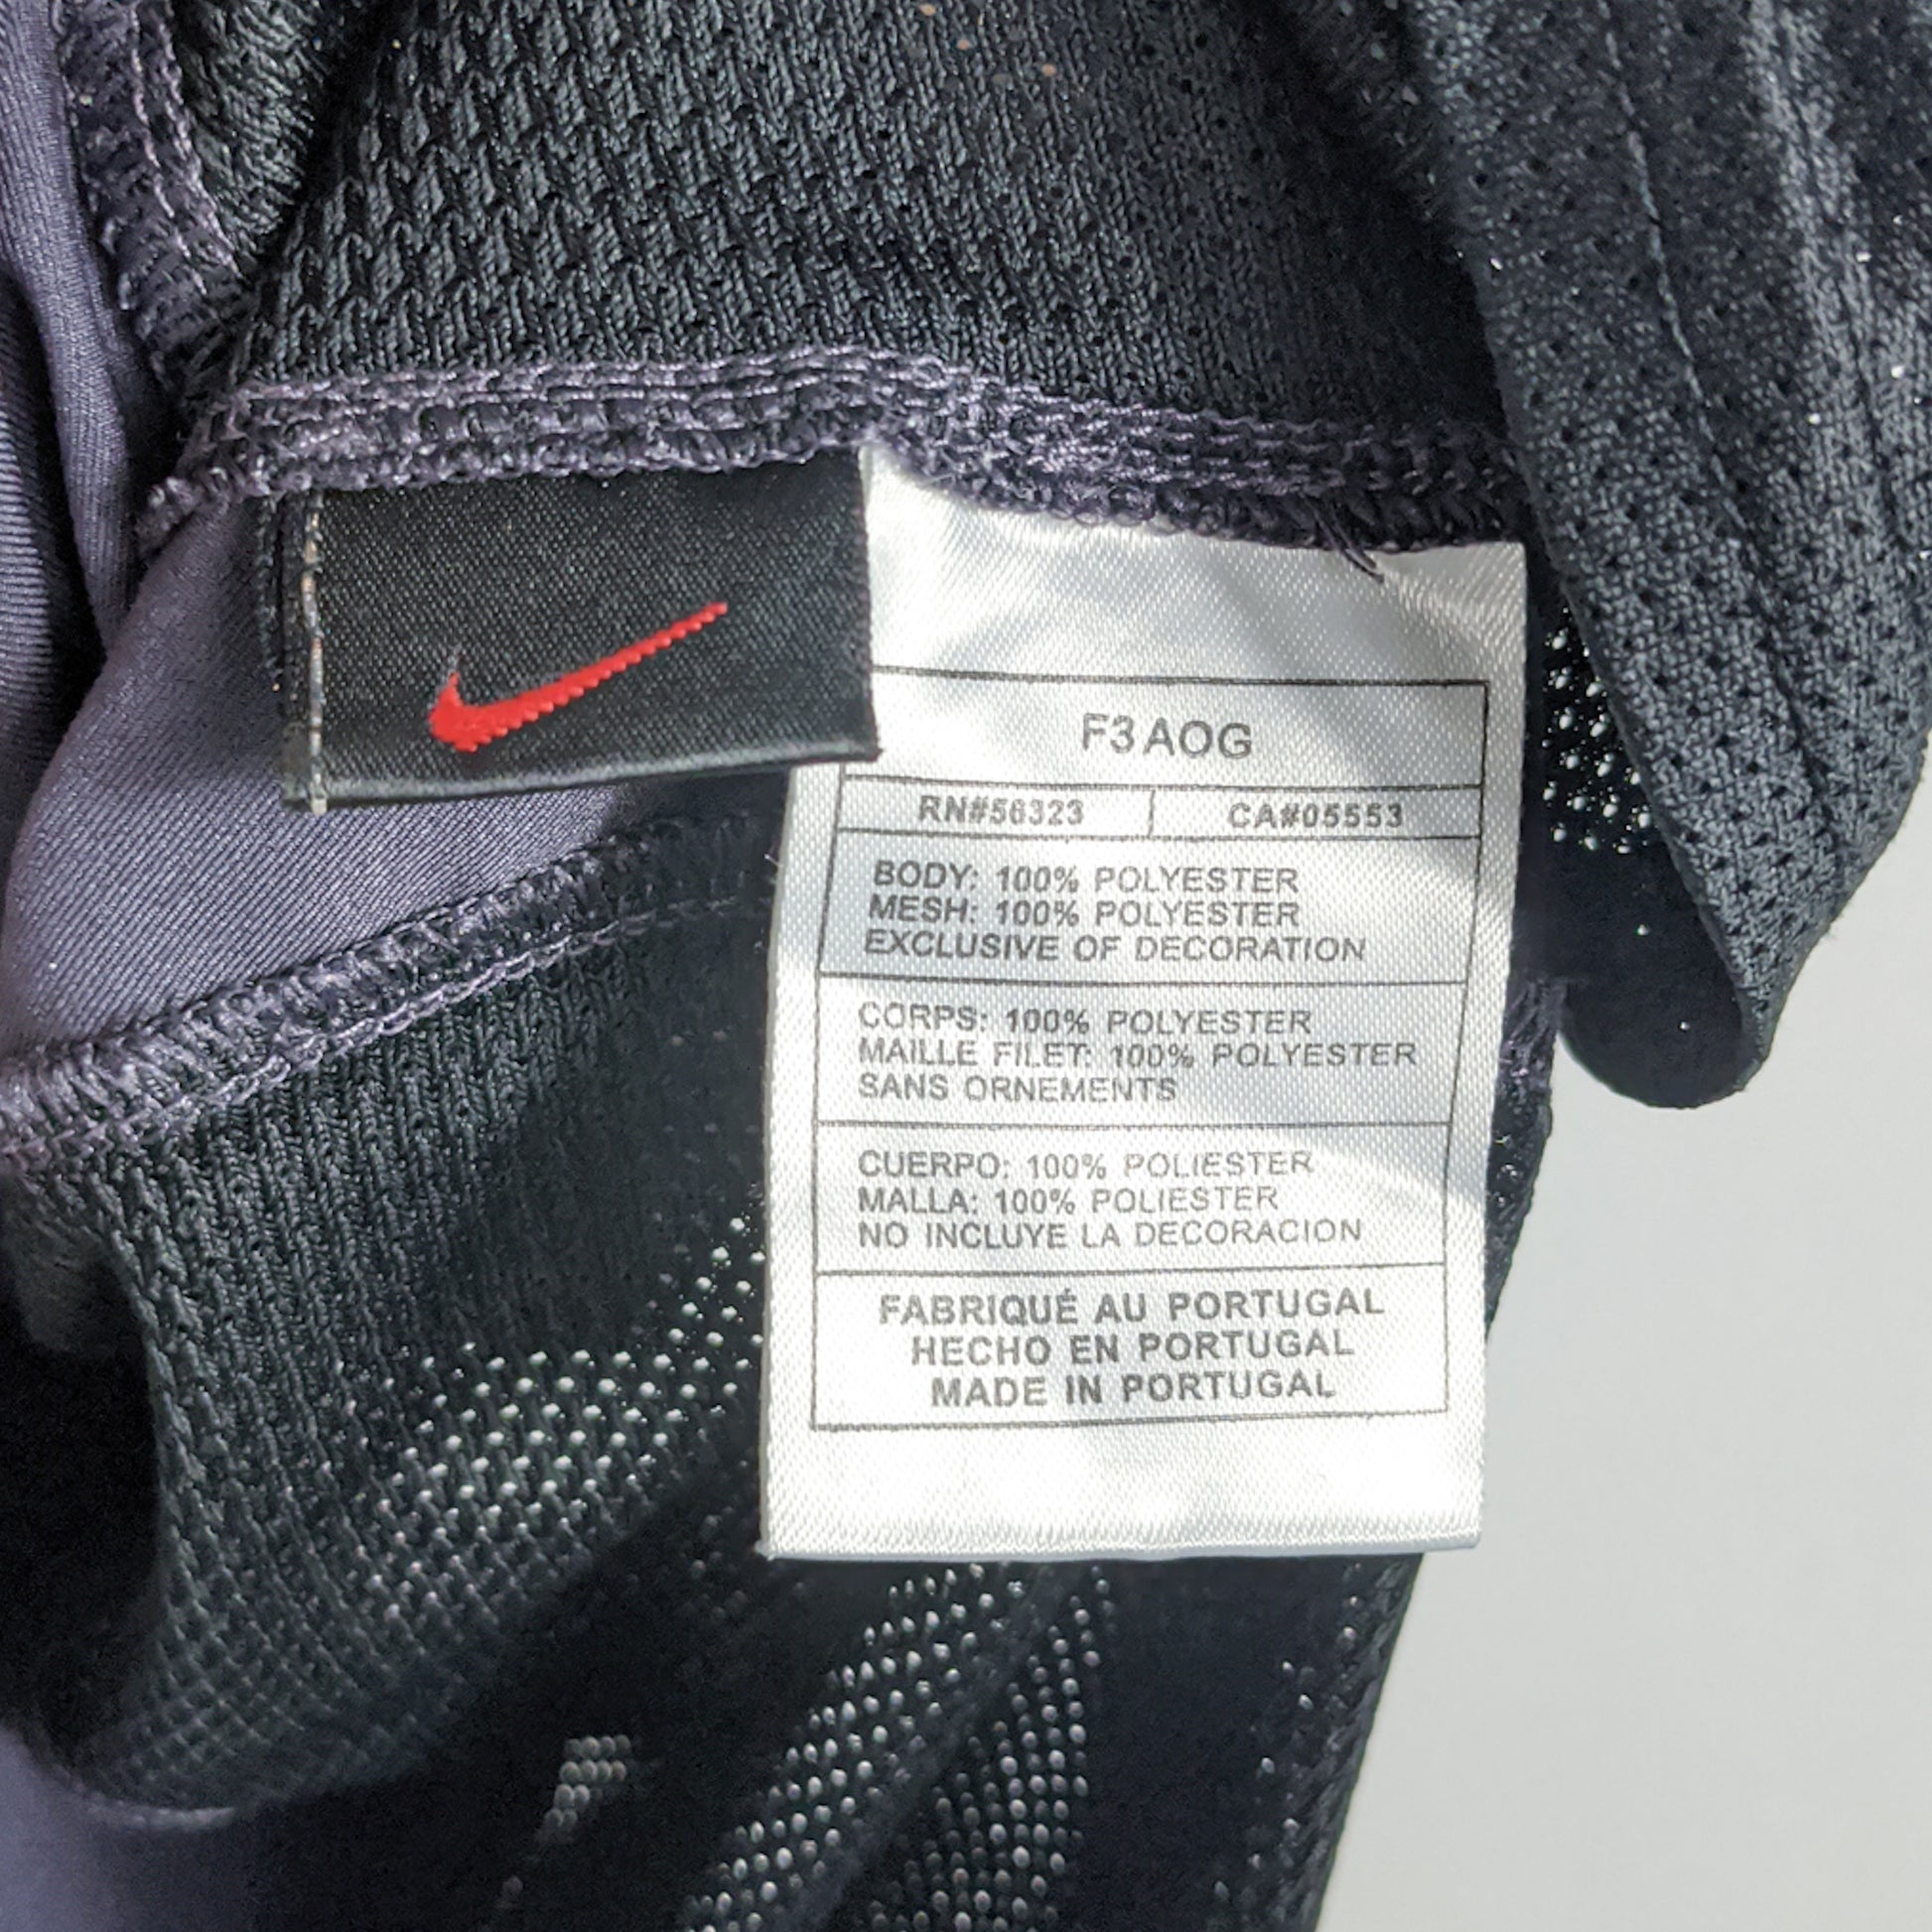 F3AOG
RN#56323 CA#05553
BODY: 100% POLYESTER
MESH: 100% POLYESTER
EXCLUSIVE OF DECORATION
CORPS: 100% POLYESTER
MAILLE FILET: 100% POLYESTER
SANS ORNEMENTS
CUERPO: 100% POLIESTER
MALLA: 100% POLIESTER
NO INCLUYE LA DECORACION
FABRIQUÉ AU PORTUGAL
HECHO EN PORTUGAL
MADE IN PORTUGAL